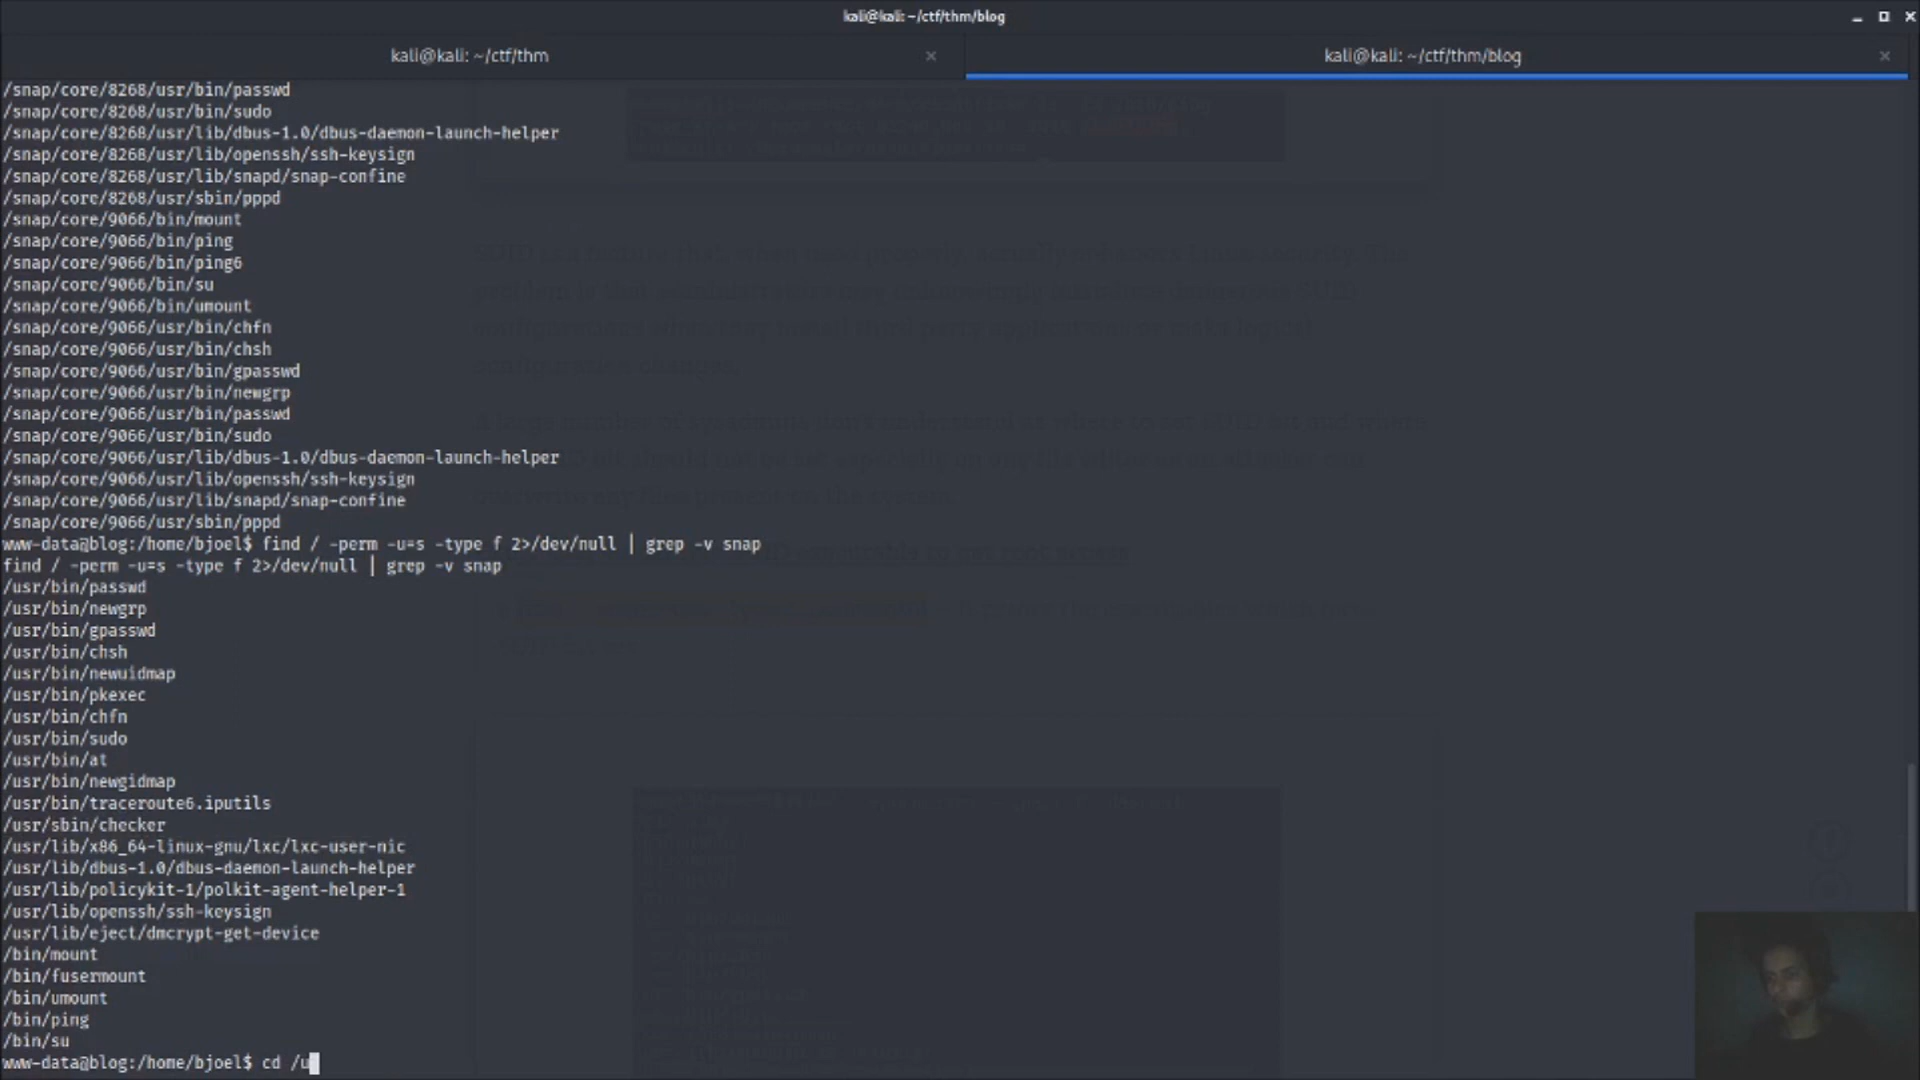 kali@kali: ~/ctf/thm/blog
kali@kali: ~/ctf/thm
kali@kali: ~/ctf/thm/blog
/snap/core/8268/usr/bin/passwd
/snap/core/8268/usr/bin/sudo
/snap/core/8268/usr/lib/dbus-1.0/dbus-daemon-launch-helper
/snap/core/8268/usr/lib/openssh/ssh-keysign
/snap/core/8268/usr/lib/snapd/snap-confine
/snap/core/8268/usr/sbin/pppd
/snap/core/9066/bin/mount
/snap/core/9066/bin/ping
/snap/core/9066/bin/ping6
/snap/core/9066/bin/su
/snap/core/9066/bin/umount
/snap/core/9066/usr/bin/chfn
/snap/core/9066/usr/bin/chsh
/snap/core/9066/usr/bin/gpasswd
/snap/core/9066/usr/bin/newgrp
/snap/core/9066/usr/bin/passwd
/snap/core/9066/usr/bin/sudo
/snap/core/9066/usr/lib/dbus-1.0/dbus-daemon-launch-helper
/snap/core/9066/usr/lib/openssh/ssh-keysign
/snap/core/9066/usr/lib/snapd/snap-confine
/snap/core/9066/usr/sbin/pppd
www-data@blog:/home/bjoel$ find / -perm -u=s -type f 2>/dev/null | grep -v snap
find / -perm -u=s -type f 2>/dev/null | grep -v snap
/usr/bin/passwd
/usr/bin/newgrp
/usr/bin/gpasswd
/usr/bin/chsh
/usr/bin/newuidmap
/usr/bin/pkexec
/usr/bin/chfn
/usr/bin/sudo
/usr/bin/at
/usr/bin/newgidmap
/usr/bin/traceroute6.iputils
/usr/sbin/checker
/usr/lib/x86_64-linux-gnu/lxc/lxc-user-nic
/usr/lib/dbus-1.0/dbus-daemon-launch-helper
/usr/lib/policykit-1/polkit-agent-helper-1
/usr/lib/openssh/ssh-keysign
/usr/lib/eject/dmcrypt-get-device
/bin/mount
/bin/fusermount
/bin/umount
/bin/ping
/bin/su
www-data@blog:/home/bjoel$ cd /u